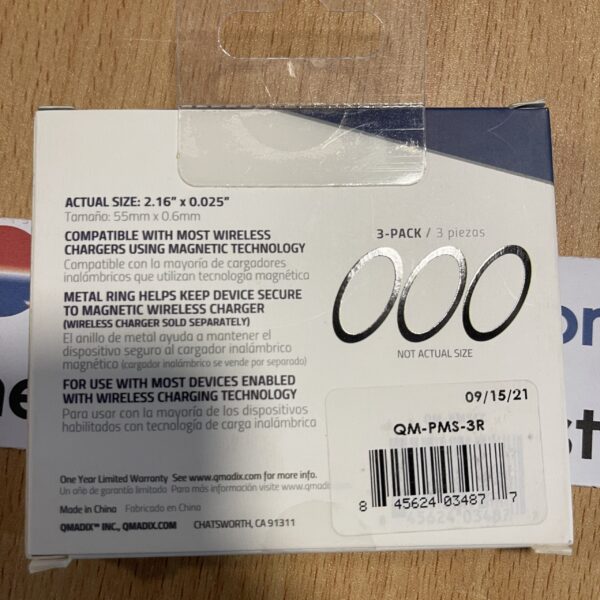 ACTUAL SIZE: 2.16" x 0.025"
Tamaño: 55mm x 0.6mm
COMPATIBLE WITH MOST WIRELESS
CHARGERS USING MAGNETIC TECHNOLOGY
Compatible con la mayoría de cargadores
inalámbricos que utilizan tecnología magnética
METAL RING HELPS KEEP DEVICE SECURE
TO MAGNETIC WIRELESS CHARGER
(WIRELESS CHARGER SOLD SEPARATELY)
El anillo de metal ayuda a mantener el
dispositivo seguro al cargador inalámbrico
magnético (cargador inalámbrico se vende por separado)
FOR USE WITH MOST DEVICES ENABLED
WITH WIRELESS CHARGING TECHNOLOGY
Para usar con la mayoría de los dispositivos
habilitados con tecnología de carga inalámbrica
One Year Limited Warranty See www.qmadix.com for more info.
Un año de garantía limitada Para más información visite www.qmadi
Made in China Fabricado en China
QMADIX™ INC., QMADIX.COM CHATSWORTH, CA 91311
3-PACK / 3 piezas
NOT ACTUAL SIZE
09/15/21
QM-PMS-3R
8 45624 03487 7